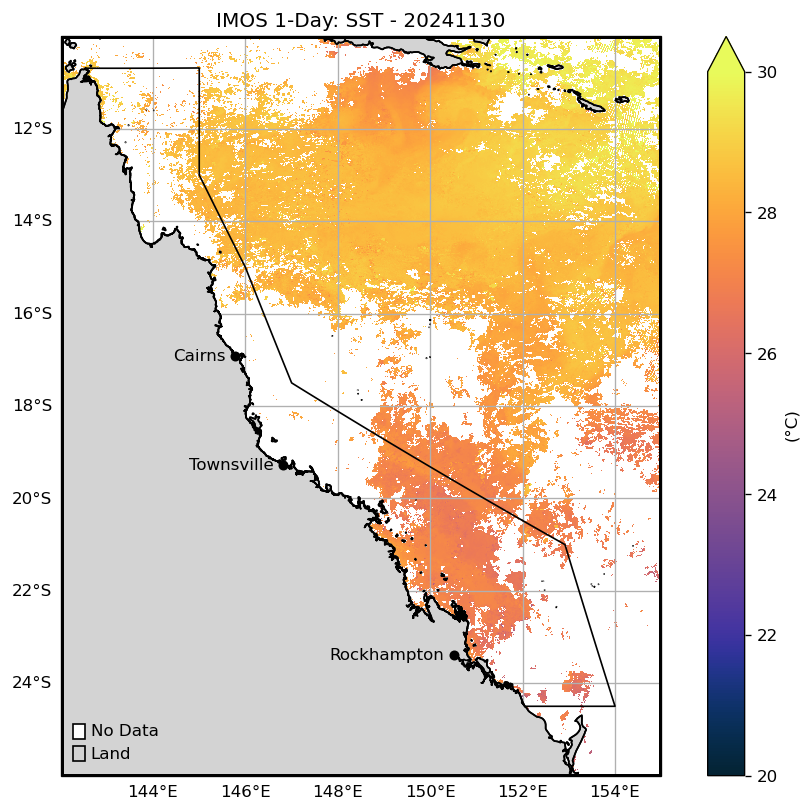 IMOS 1-Day: SST - 20241130
12°S
14°S
16°S
18°S
20°S
22°S
24°S
Cairns
Townsville
Rockhampton
No Data
Land
144°E 146°E 148°E 150°E 152°E 154°E
30
28
26
24
22
20
(°C)